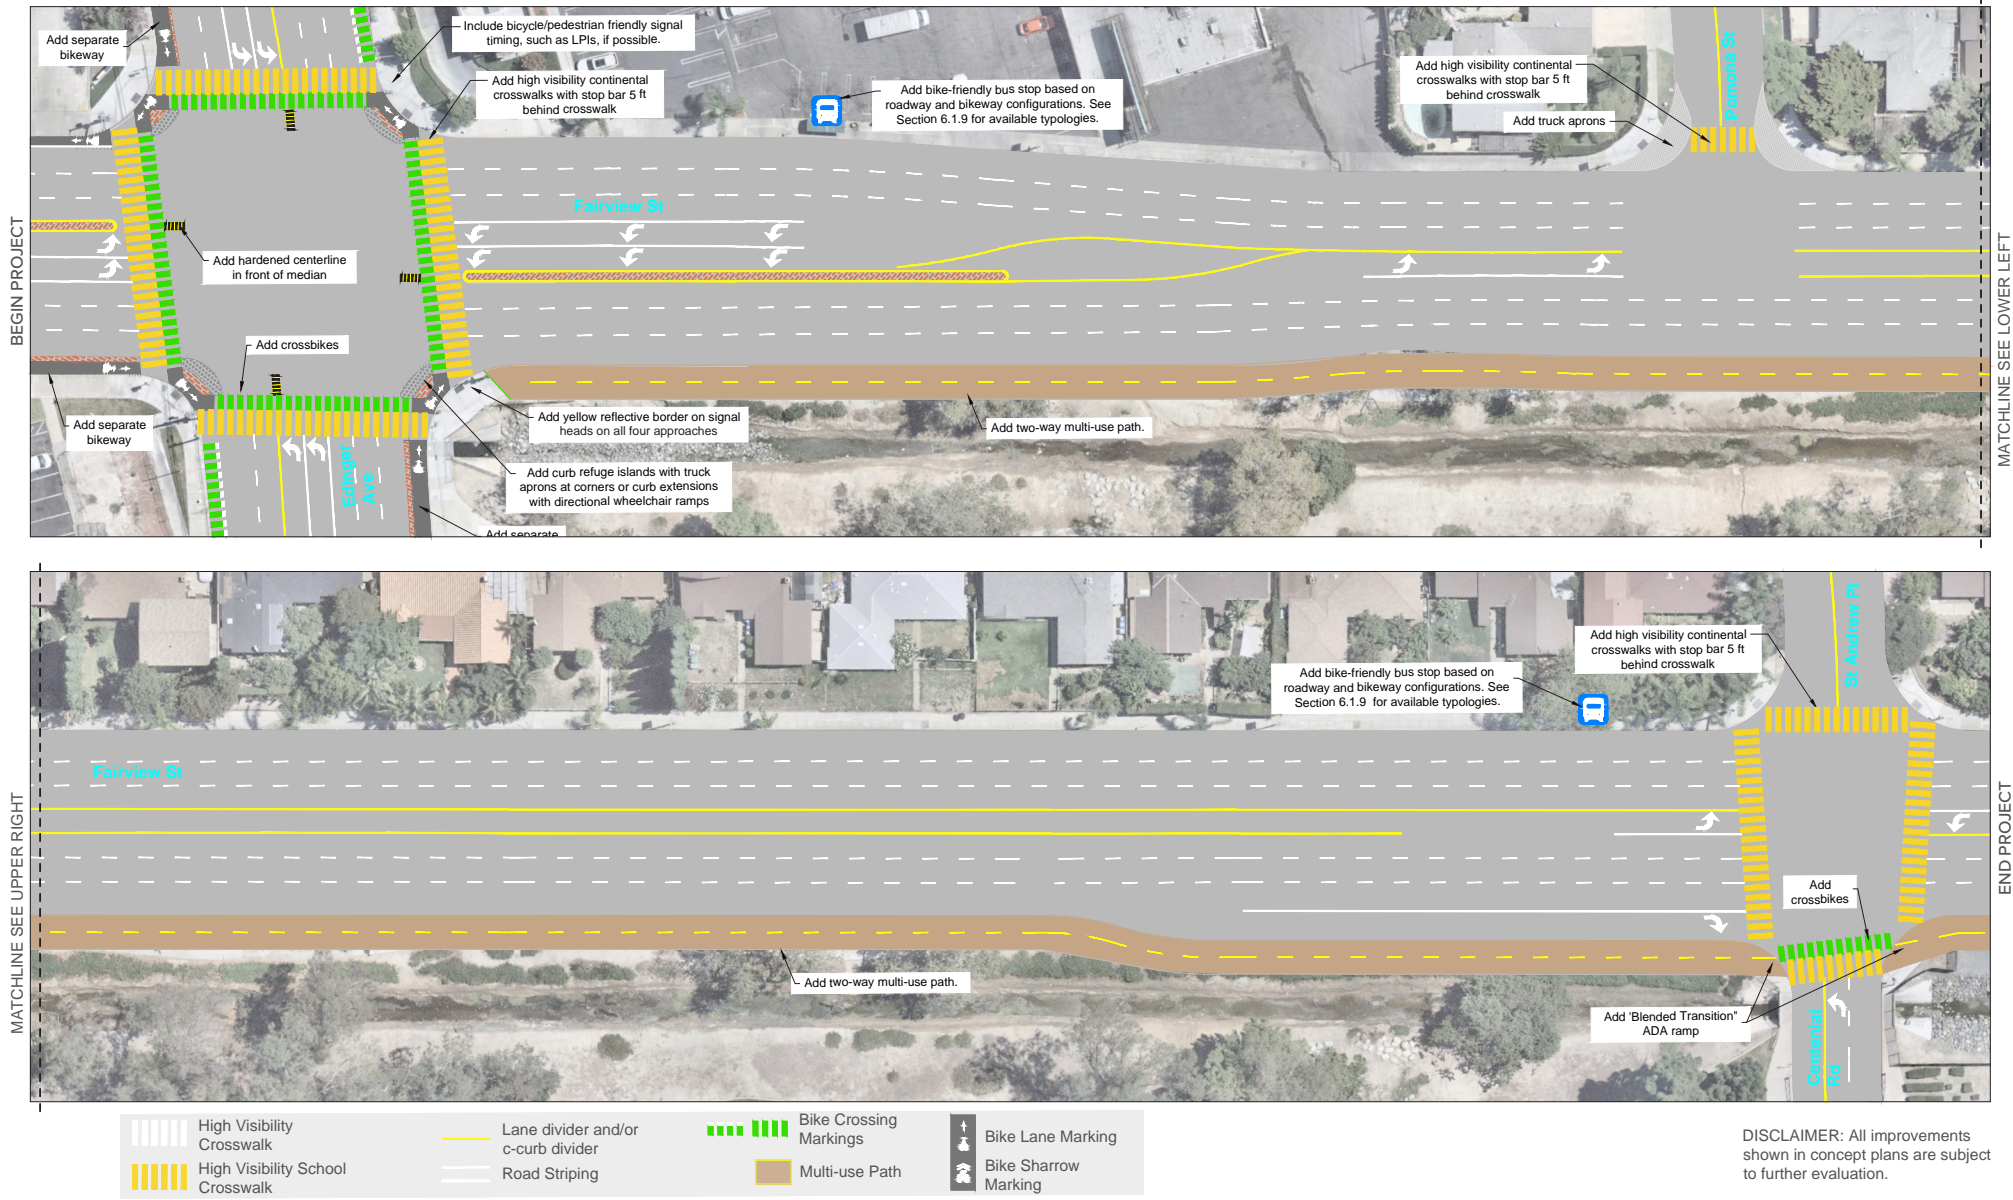 Add separate
bikeway
Include bicycle/pedestrian friendly signal
timing, such as LPIs, if possible.
Add high visibility continental
crosswalks with stop bar 5 ft
behind crosswalk
Add bike-friendly bus stop based on
roadway and bikeway configurations. See
Section 6.1.9 for available typologies.
Add high visibility continental
crosswalks with stop bar 5 ft
behind crosswalk
Add truck aprons
Pomona St
Fairview St
BEGIN PROJECT
Add hardened centerline
in front of median
Add crossbikes
Add separate
bikeway
Add yellow reflective border on signal
heads on all four approaches
Add two-way multi-use path.
Edinger
Ave
Add curb refuge islands with truck
aprons at corners or curb extensions
with directional wheelchair ramps
Add separate
MATCHLINE SEE LOWER LEFT
Add high visibility continental
crosswalks with stop bar 5 ft
behind crosswalk
St Andrew Pl
Add bike-friendly bus stop based on
roadway and bikeway configurations. See
Section 6.1.9 for available typologies.
Fairview St
MATCHLINE SEE UPPER RIGHT
Add
crossbikes
Add two-way multi-use path.
Add 'Blended Transition"
ADA ramp
Centenial
Rd
END PROJECT
High Visibility
Crosswalk
High Visibility School
Crosswalk
Lane divider and/or
c-curb divider
Road Striping
Bike Crossing
Markings
Multi-use Path
Bike Lane Marking
Bike Sharrow
Marking
DISCLAIMER: All improvements
shown in concept plans are subject
to further evaluation.